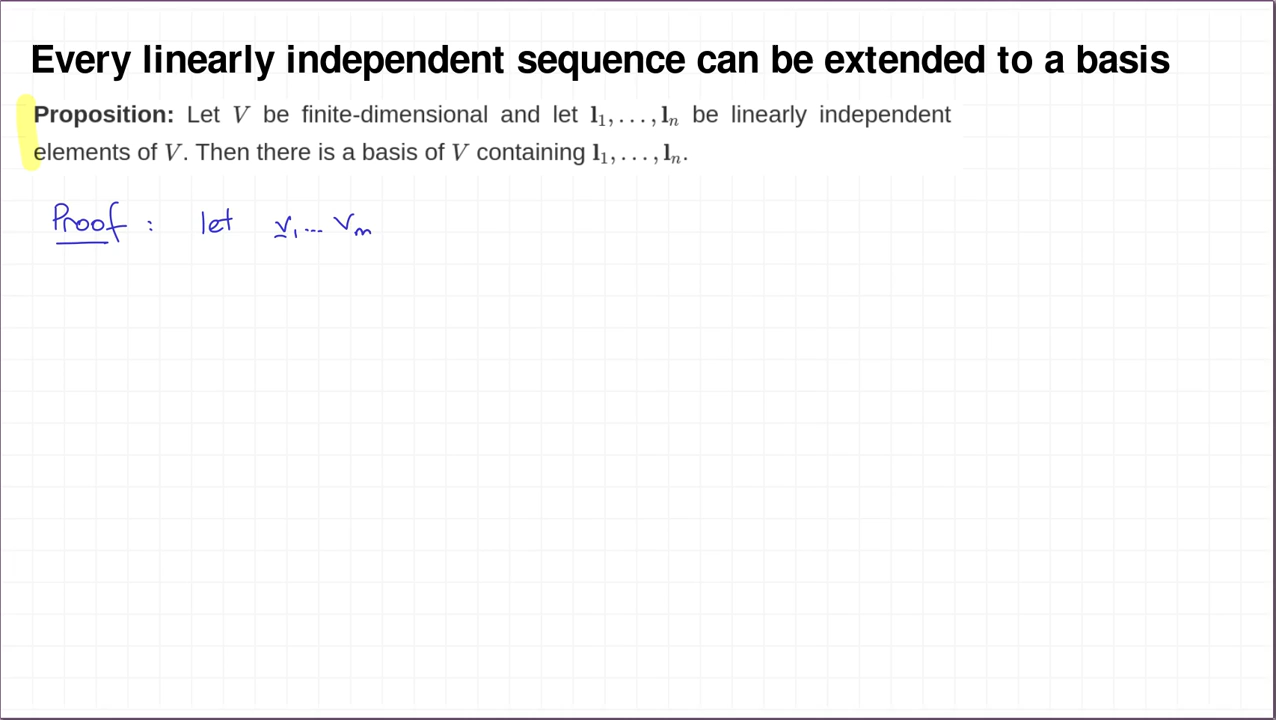 Every linearly independent sequence can be extended to a basis
Proposition: Let V be finite-dimensional and let l₁, . . . , lₙ be linearly independent
elements of V. Then there is a basis of V containing l₁, . . . , lₙ.
Proof : let v₁ ... vₘ